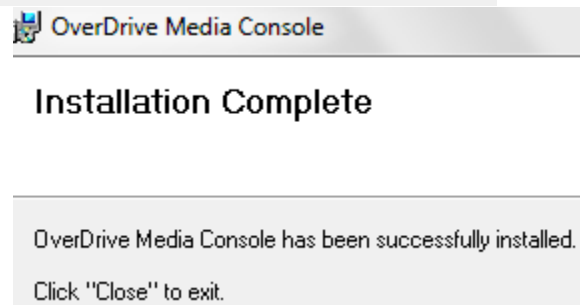 OverDrive Media Console
Installation Complete
OverDrive Media Console has been successfully installed.
Click "Close" to exit.